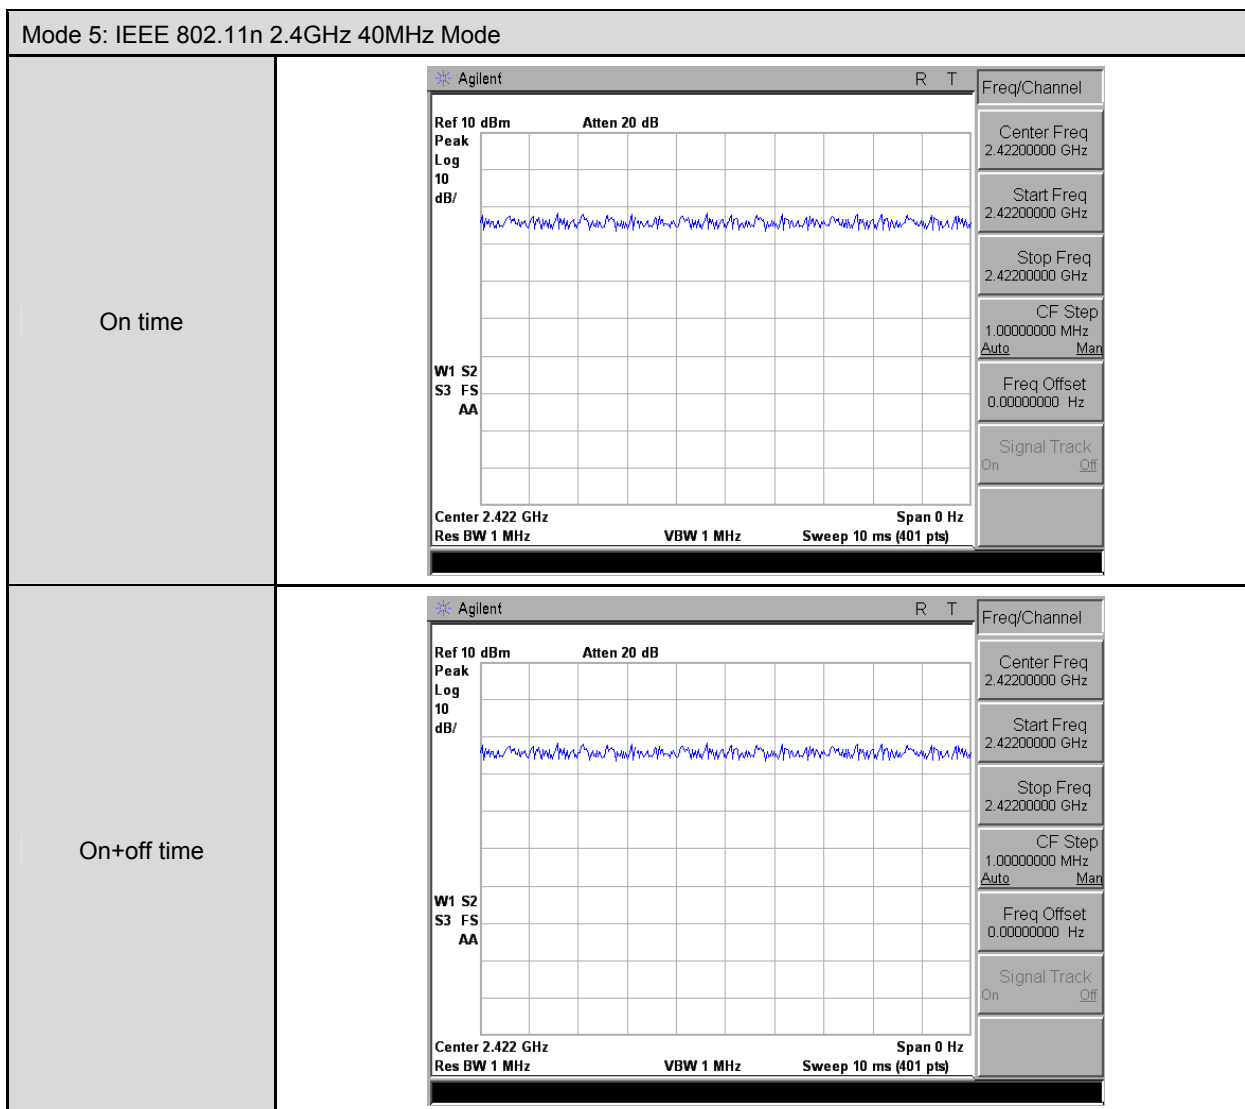 Mode 5: IEEE 802.11n 2.4GHz 40MHz Mode
On time
Agilent R T
Ref 10 dBm Atten 20 dB
Peak
Log
10
dB/
W1 S2
S3 FS
AA
Center 2.422 GHz Span 0 Hz
Res BW 1 MHz VBW 1 MHz Sweep 10 ms (401 pts)
Freq/Channel
Center Freq
2.42200000 GHz
Start Freq
2.42200000 GHz
Stop Freq
2.42200000 GHz
CF Step
1.00000000 MHz
Auto Man
Freq Offset
0.00000000 Hz
Signal Track
On Off
On+off time
Agilent R T
Ref 10 dBm Atten 20 dB
Peak
Log
10
dB/
W1 S2
S3 FS
AA
Center 2.422 GHz Span 0 Hz
Res BW 1 MHz VBW 1 MHz Sweep 10 ms (401 pts)
Freq/Channel
Center Freq
2.42200000 GHz
Start Freq
2.42200000 GHz
Stop Freq
2.42200000 GHz
CF Step
1.00000000 MHz
Auto Man
Freq Offset
0.00000000 Hz
Signal Track
On Off